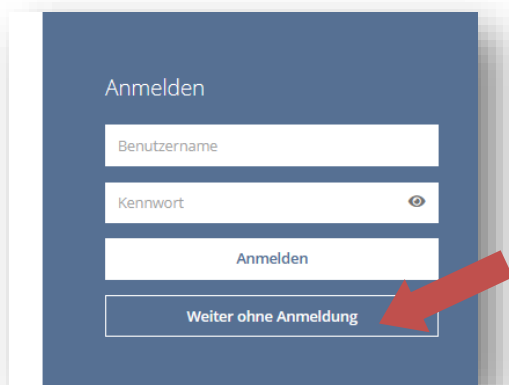 Anmelden
Benutzername
Kennwort
Anmelden
Weiter ohne Anmeldung